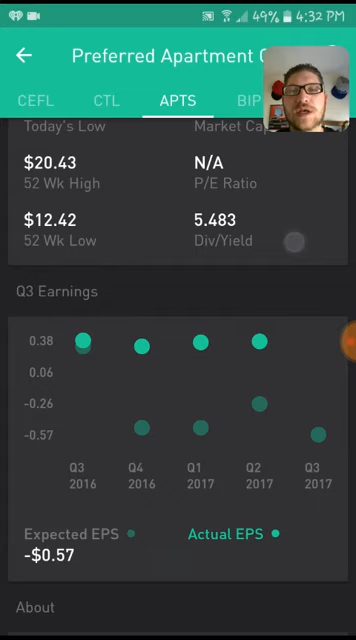 49% 4:32 PM
Preferred Apartment C
CEFL CTL APTS BIP
Today's Low Market Cap
$20.43 N/A
52 Wk High P/E Ratio
$12.42 5.483
52 Wk Low Div/Yield
Q3 Earnings
0.38
0.06
-0.26
-0.57
Q3 Q4 Q1 Q2 Q3
2016 2016 2017 2017 2017
Expected EPS Actual EPS
-$0.57
About